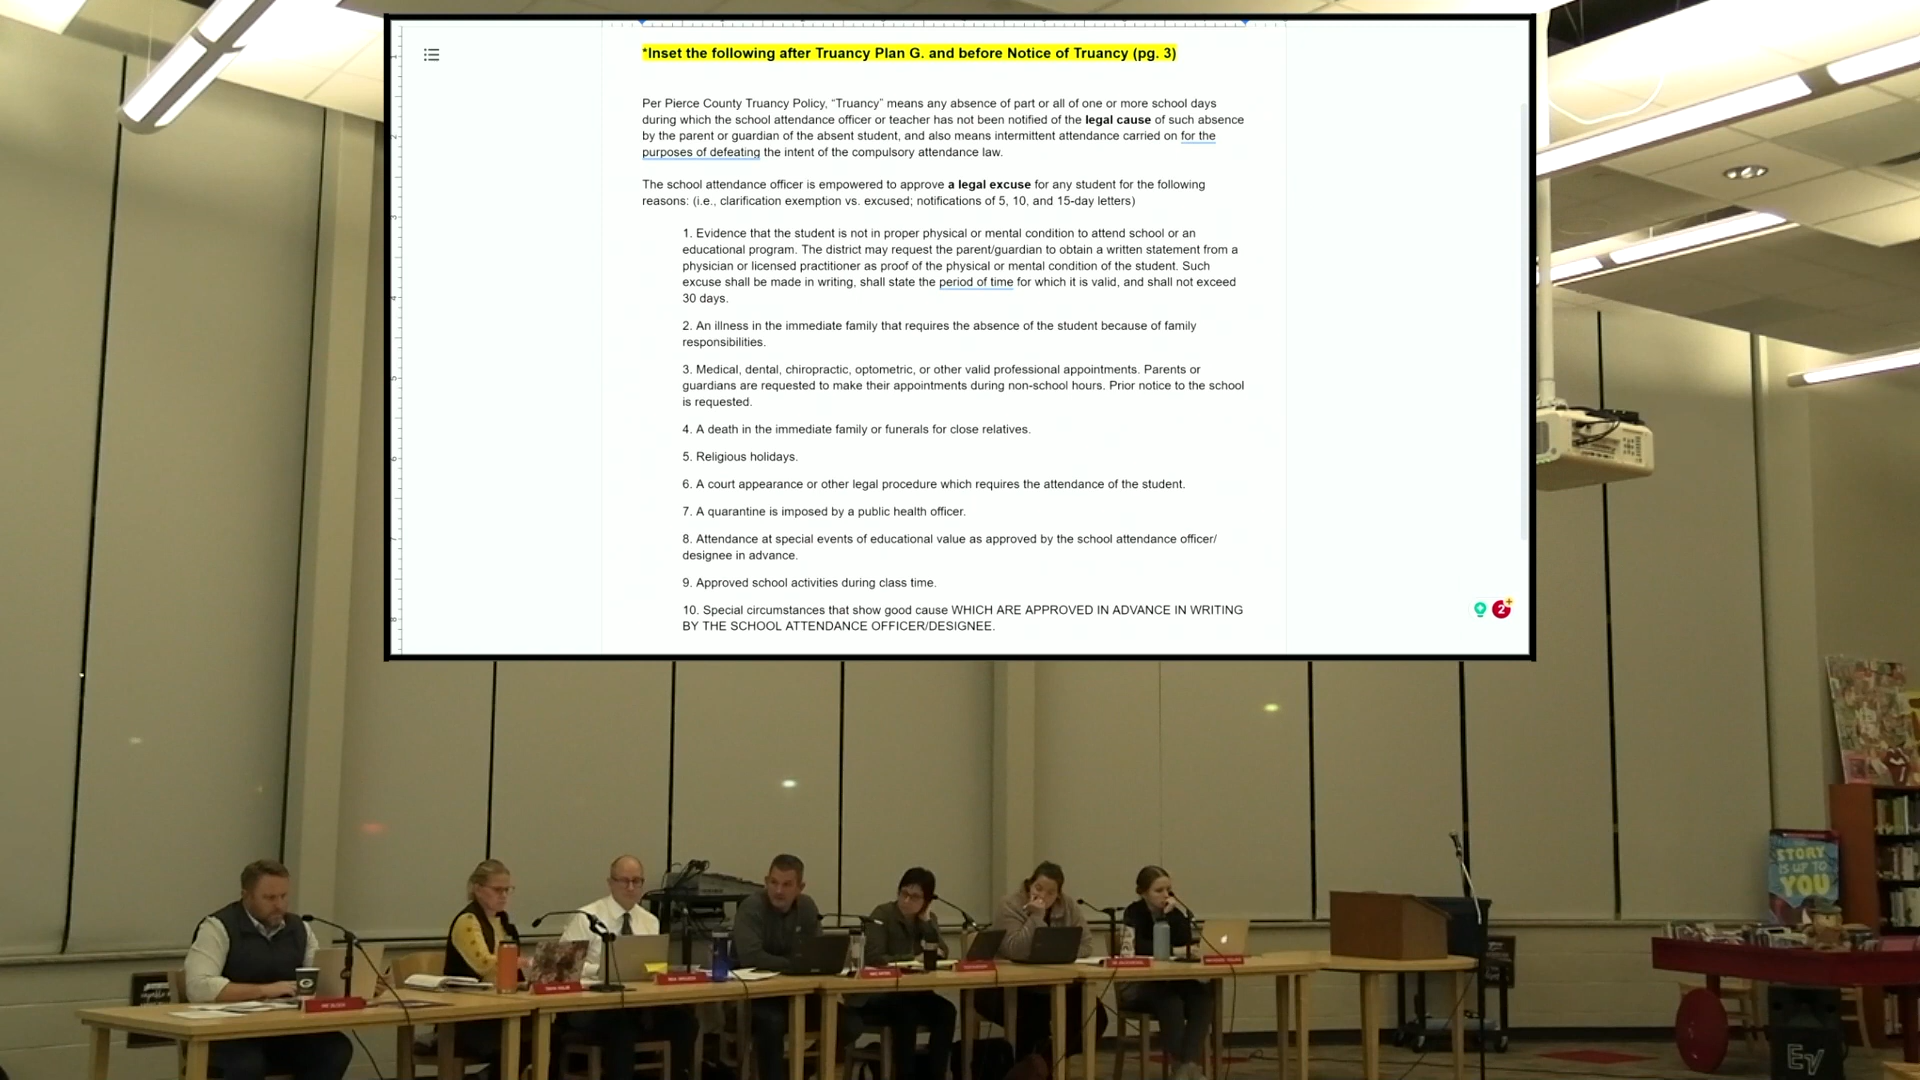 *Inset the following after Truancy Plan G. and before Notice of Truancy (pg. 3)
Per Pierce County Truancy Policy, “Truancy” means any absence of part or all of one or more school days
during which the school attendance officer or teacher has not been notified of the legal cause of such absence
by the parent or guardian of the absent student, and also means intermittent attendance carried on for the
purposes of defeating the intent of the compulsory attendance law.
The school attendance officer is empowered to approve a legal excuse for any student for the following
reasons: (i.e., clarification exemption vs. excused; notifications of 5, 10, and 15-day letters)
1. Evidence that the student is not in proper physical or mental condition to attend school or an
educational program. The district may request the parent/guardian to obtain a written statement from a
physician or licensed practitioner as proof of the physical or mental condition of the student. Such
excuse shall be made in writing, shall state the period of time for which it is valid, and shall not exceed
30 days.
2. An illness in the immediate family that requires the absence of the student because of family
responsibilities.
3. Medical, dental, chiropractic, optometric, or other valid professional appointments. Parents or
guardians are requested to make their appointments during non-school hours. Prior notice to the school
is requested.
4. A death in the immediate family or funerals for close relatives.
5. Religious holidays.
6. A court appearance or other legal procedure which requires the attendance of the student.
7. A quarantine is imposed by a public health officer.
8. Attendance at special events of educational value as approved by the school attendance officer/
designee in advance.
9. Approved school activities during class time.
10. Special circumstances that show good cause WHICH ARE APPROVED IN ADVANCE IN WRITING
BY THE SCHOOL ATTENDANCE OFFICER/DESIGNEE.
2
STORY
IS UP TO
YOU
EV